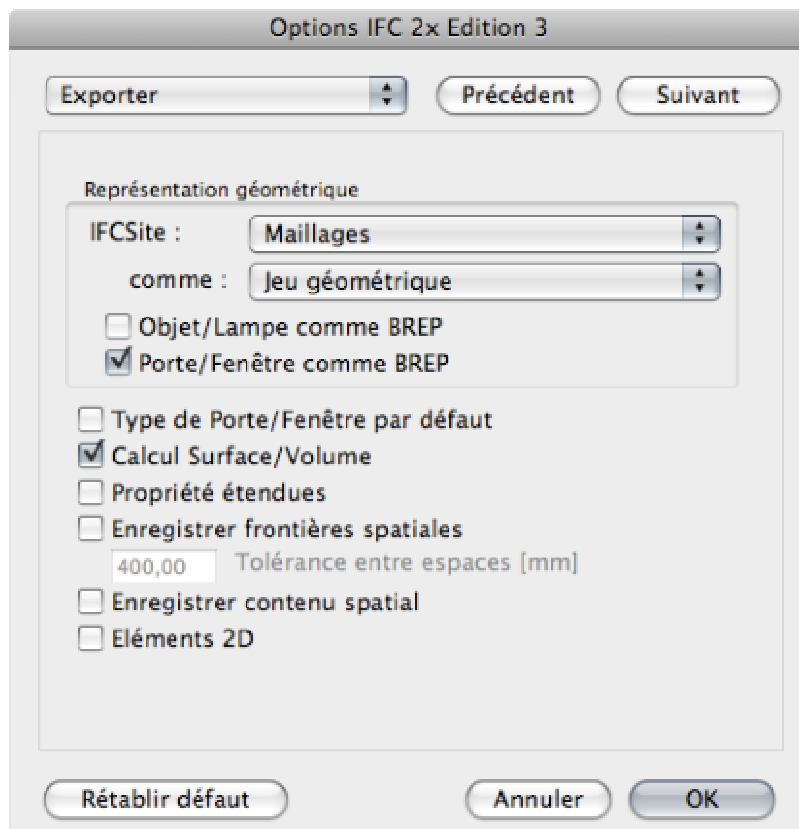 Options IFC 2x Edition 3
Exporter
Précédent
Suivant
Représentation géométrique
IFCSite :
Maillages
comme :
Jeu géométrique
Objet/Lampe comme BREP
Porte/Fenêtre comme BREP
Type de Porte/Fenêtre par défaut
Calcul Surface/Volume
Propriété étendues
Enregistrer frontières spatiales
400,00 Tolérance entre espaces [mm]
Enregistrer contenu spatial
Eléments 2D
Rétablir défaut
Annuler
OK